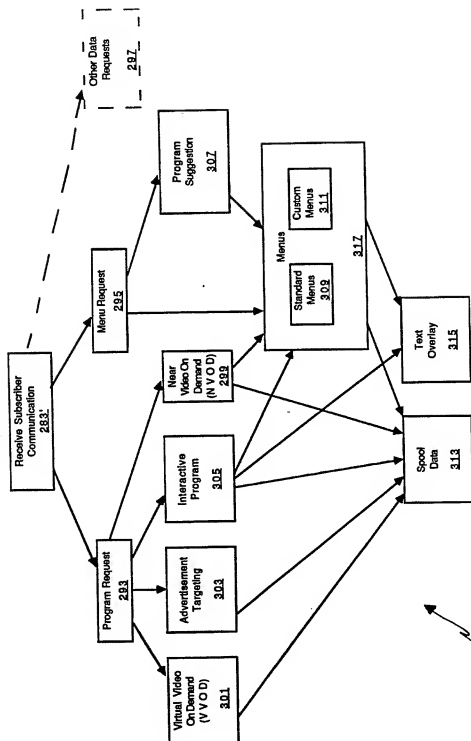 Receive Subscriber
Communication
283'
Other Data
Requests
297
Program Request
293
Menu Request
295
Virtual Video
On Demand
(V V O D)
301
Advertisement
Targeting
303
Interactive
Program
305
Near
Video On
Demand
(N V O D)
299
Program
Suggestion
307
Menus
Standard
Menus
309
Custom
Menus
311
317
Spool
Data
313
Text
Overlay
315